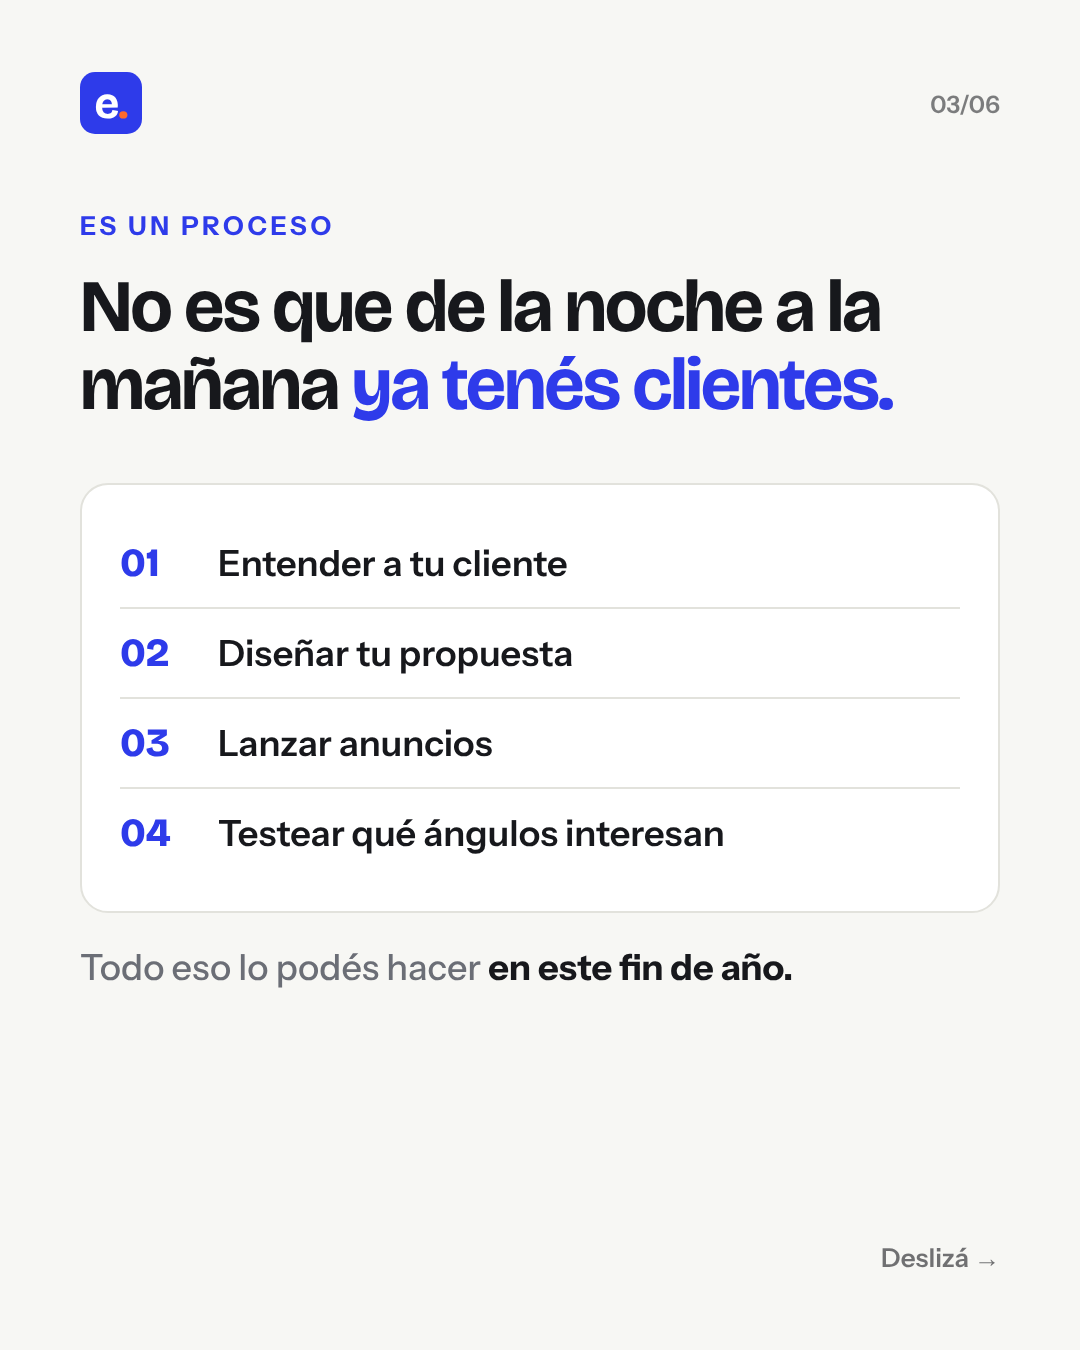 e.
03/06
ES UN PROCESO
No es que de la noche a la
mañana ya tenés clientes.
01 Entender a tu cliente
02 Diseñar tu propuesta
03 Lanzar anuncios
04 Testear qué ángulos interesan
Todo eso lo podés hacer en este fin de año.
Deslizá →